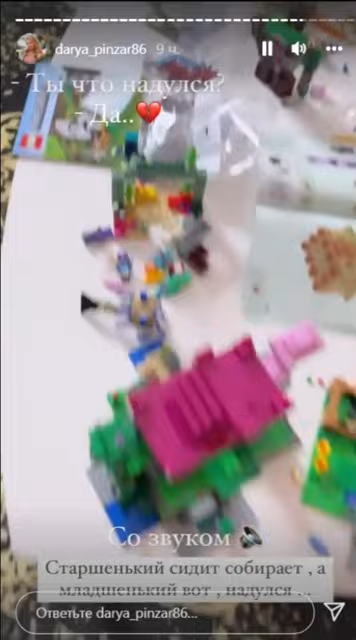 darya_pinzar86 9 ч.
- Ты что надулся?
- Да..💔
Со звуком 🔊
Старшенький сидит собирает , а
младшенький вот , надулся ...
Ответьте darya_pinzar86...